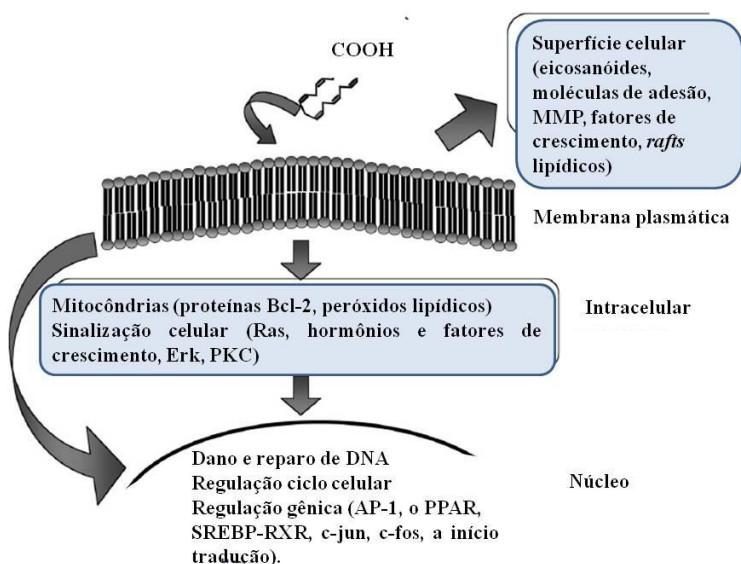 COOH
Superfície celular
(eicosanóides,
moléculas de adesão,
MMP, fatores de
crescimento, rafts
lipídicos)
Membrana plasmática
Mitocôndrias (proteínas Bcl-2, peróxidos lipídicos)
Sinalização celular (Ras, hormônios e fatores de
crescimento, Erk, PKC)
Intracelular
Dano e reparo de DNA
Regulação ciclo celular
Regulação gênica (AP-1, o PPAR,
SREBP-RXR, c-jun, c-fos, a início
tradução).
Núcleo